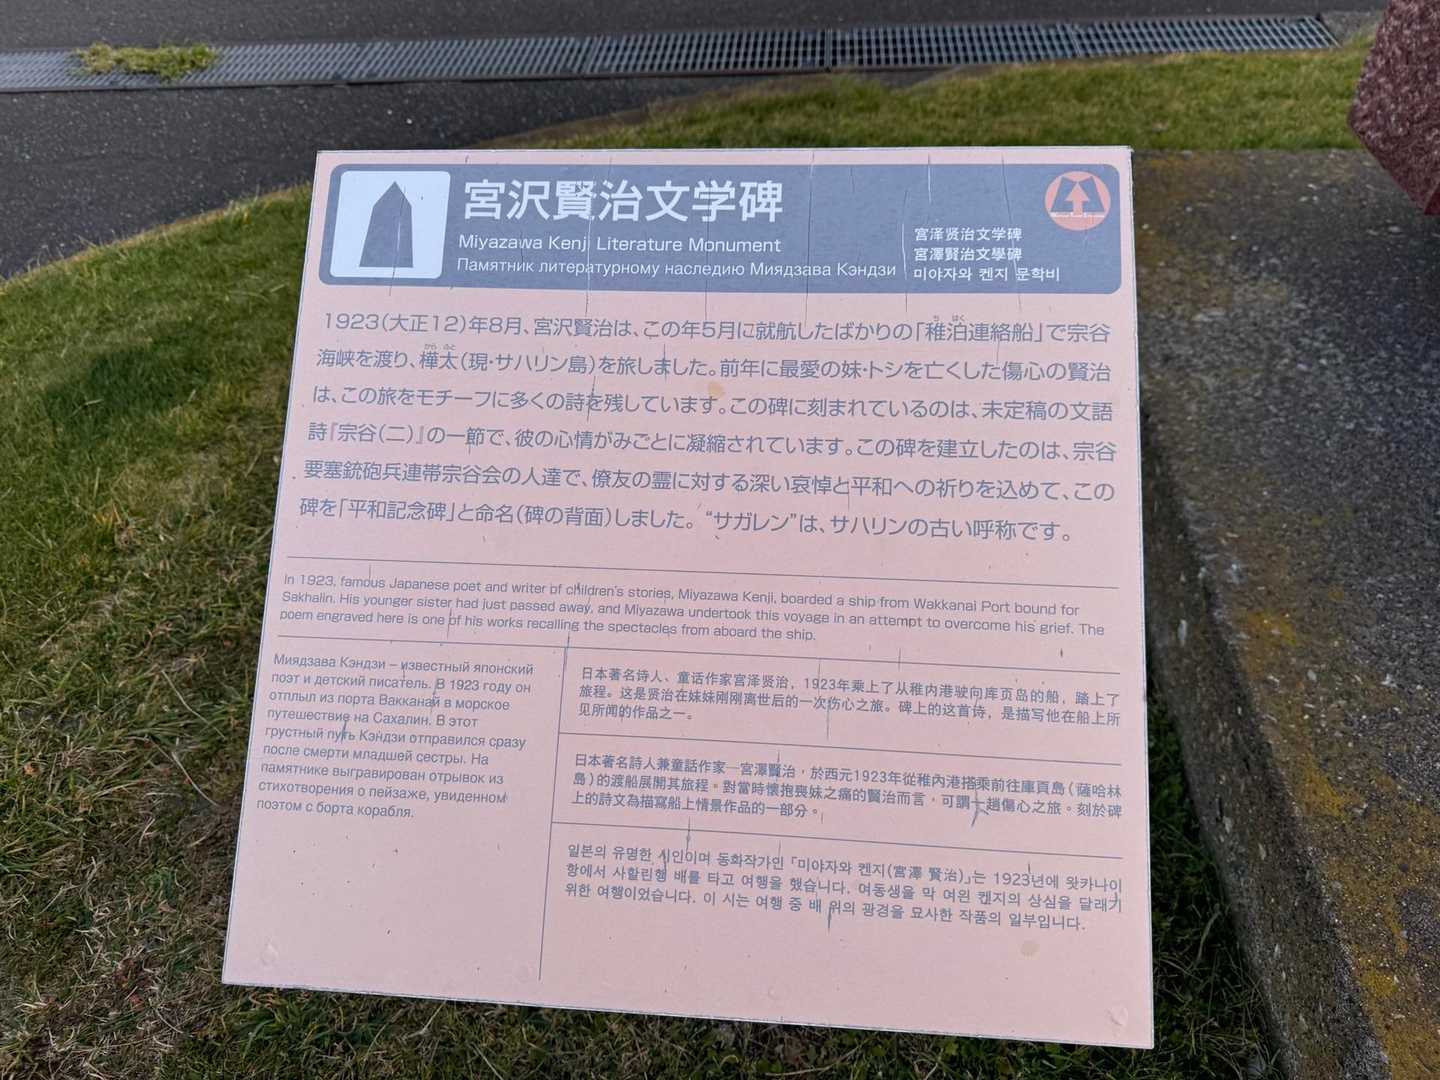 宮沢賢治文学碑
Miyazawa Kenji Literature Monument
Памятник литературному наследию Миядзава Кэндзи
宮泽贤治文学碑
宮澤賢治文學碑
미야자와 켄지 문학비
1923(大正12)年8月、宮沢賢治は、この年5月に就航したばかりの「稚泊連絡船」で宗谷
海峡を渡り、樺太(現・サハリン島)を旅しました。前年に最愛の妹・トシを亡くした傷心の賢治
は、この旅をモチーフに多くの詩を残しています。この碑に刻まれているのは、未定稿の文語
詩『宗谷(二)』の一節で、彼の心情がみごとに凝縮されています。この碑を建立したのは、宗谷
要塞銃砲兵連帯宗谷会の人達で、僚友の霊に対する深い哀悼と平和への祈りを込めて、この
碑を「平和記念碑」と命名(碑の背面)しました。“サガレン”は、サハリンの古い呼称です。
In 1923, famous Japanese poet and writer of children's stories, Miyazawa Kenji, boarded a ship from Wakkanai Port bound for
Sakhalin. His younger sister had just passed away, and Miyazawa undertook this voyage in an attempt to overcome his grief. The
poem engraved here is one of his works recalling the spectacles from aboard the ship.
Миядзава Кэндзи – известный японский
поэт и детский писатель. В 1923 году он
отплыл из порта Вакканай в морское
путешествие на Сахалин. В этот
грустный путь Кэндзи отправился сразу
после смерти младшей сестры. На
памятнике выгравирован отрывок из
стихотворения о пейзаже, увиденном
поэтом с борта корабля.
日本著名诗人、童话作家宫泽贤治，1923年乘上了从稚内港驶向库页岛的船，踏上了
旅程。这是贤治在妹妹刚刚离世后的一次伤心之旅。碑上的这首诗，是描写他在船上所
见所闻的作品之一。
日本著名詩人兼童話作家─宮澤賢治，於西元1923年從稚內港搭乘前往庫頁島（薩哈林
島）的渡船展開其旅程。對當時懷抱喪妹之痛的賢治而言，可謂一趟傷心之旅。刻於碑
上的詩文為描寫船上情景作品的一部分。
일본의 유명한 시인이며 동화작가인 「미야자와 켄지(宮澤 賢治)」는 1923년에 왓카나이
항에서 사할린행 배를 타고 여행을 했습니다. 여동생을 막 여읜 켄지의 상심을 달래기
위한 여행이었습니다. 이 시는 여행 중 배 위의 광경을 묘사한 작품의 일부입니다.